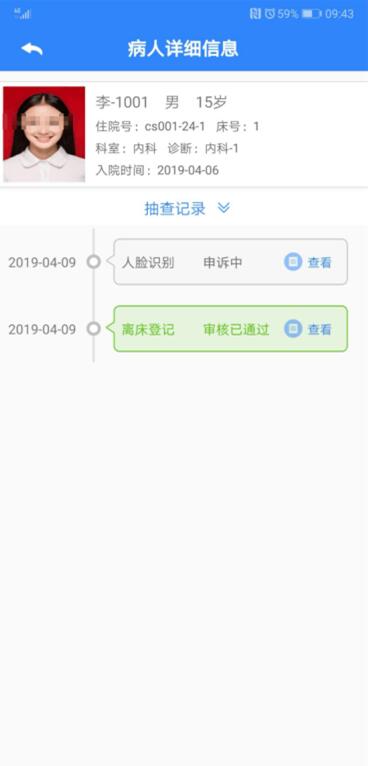 4G 59% 09:43
病人详细信息
李-1001 男 15岁
住院号：cs001-24-1 床号：1
科室：内科 诊断：内科-1
入院时间：2019-04-06
抽查记录
2019-04-09 人脸识别 申诉中 查看
2019-04-09 离床登记 审核已通过 查看